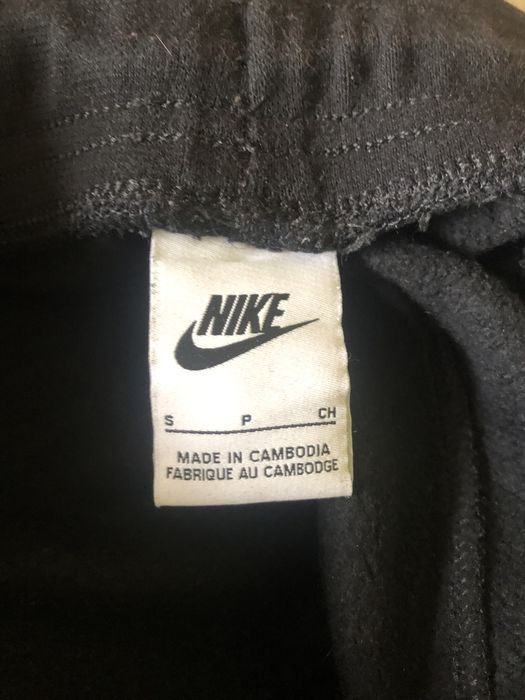 NIKE
S P CH
MADE IN CAMBODIA
FABRIQUE AU CAMBODGE